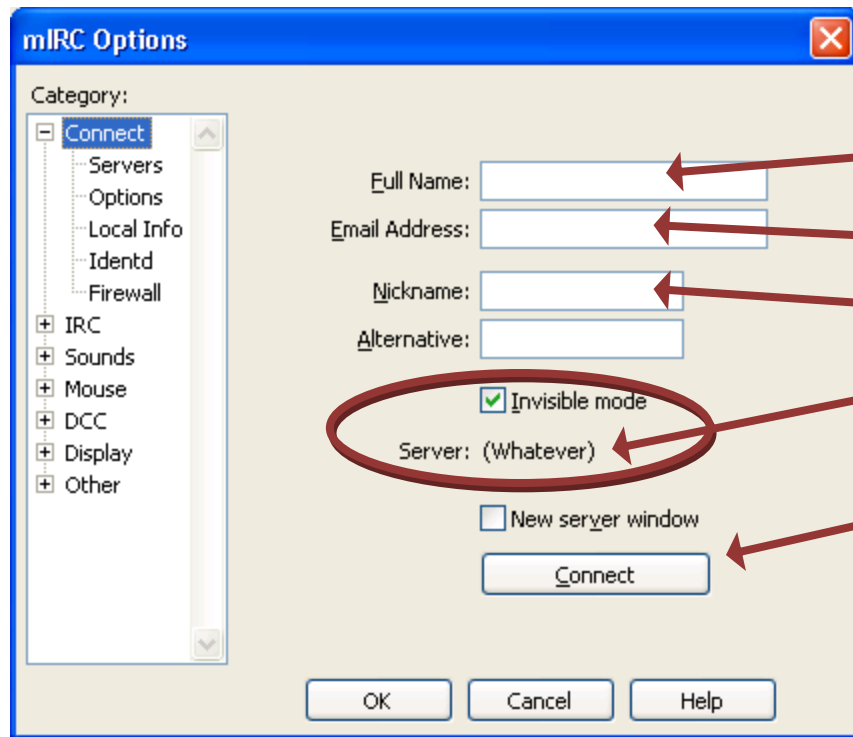 mIRC Options
Category:
Connect
Servers
Options
Local Info
Identd
Firewall
IRC
Sounds
Mouse
DCC
Display
Other
Full Name:
Email Address:
Nickname:
Alternative:
Invisible mode
Server: (Whatever)
New server window
Connect
OK Cancel Help